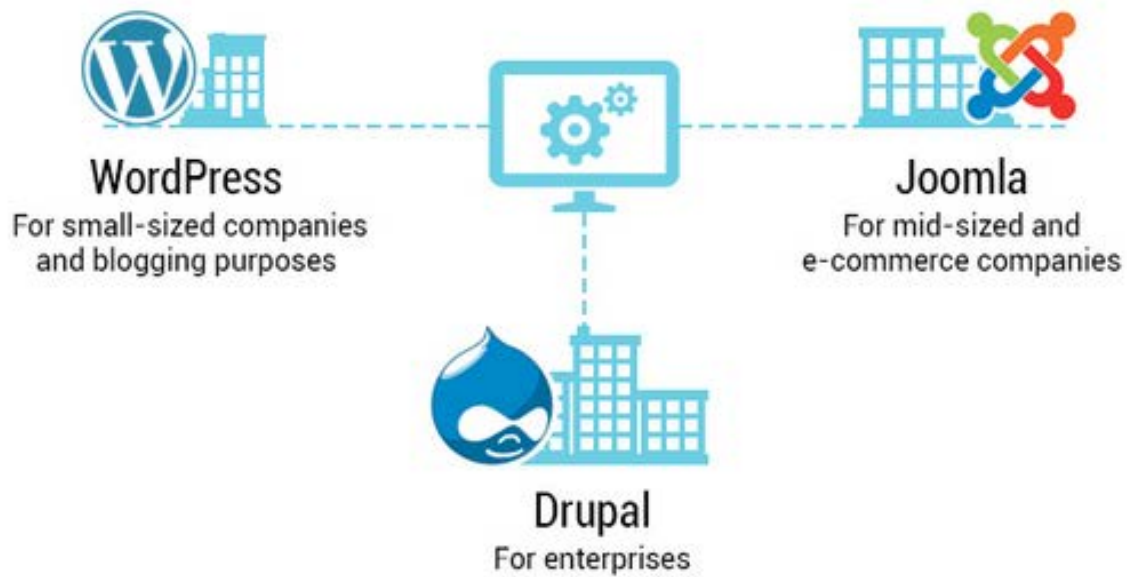 WordPress
For small-sized companies
and blogging purposes
Joomla
For mid-sized and
e-commerce companies
Drupal
For enterprises